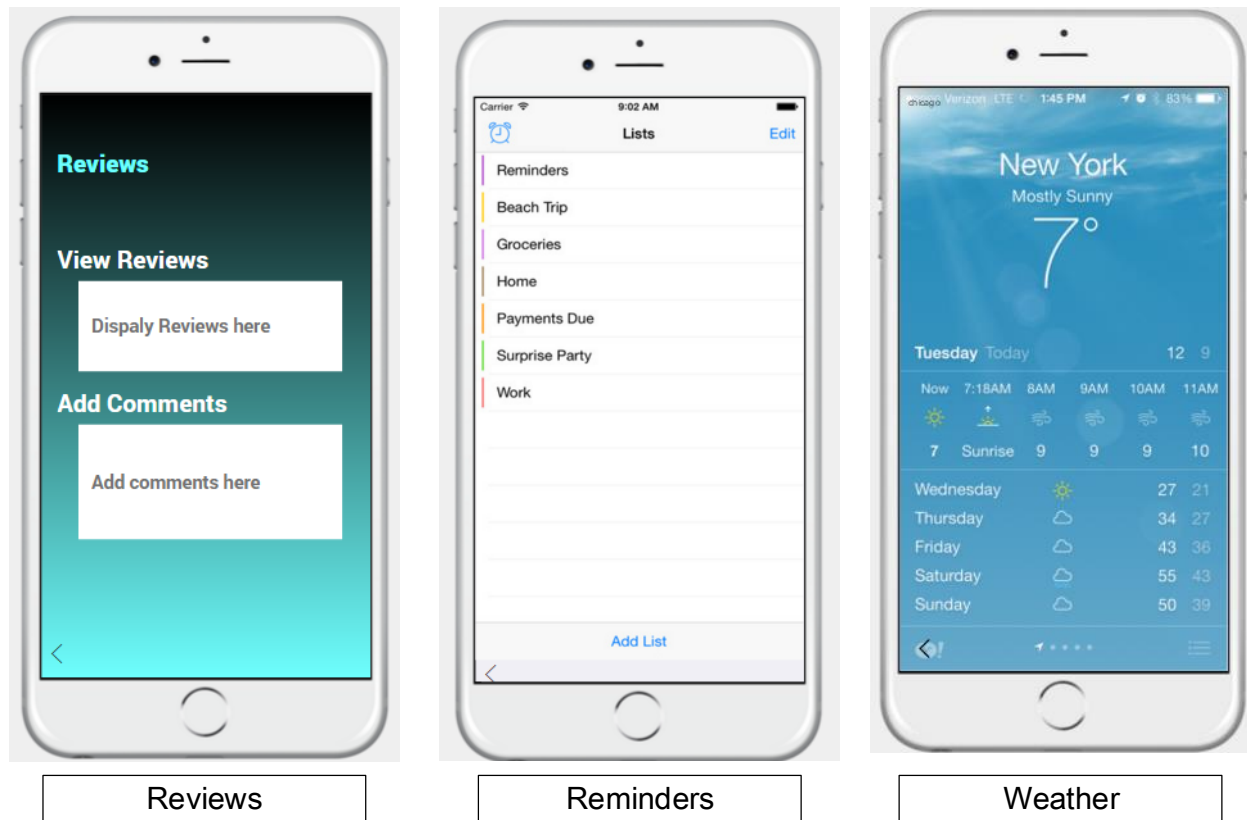 Reviews
View Reviews
Dispaly Reviews here
Add Comments
Add comments here
Reviews
Carrier 9:02 AM
Lists Edit
Reminders
Beach Trip
Groceries
Home
Payments Due
Surprise Party
Work
Add List
Reminders
chicago Verizon LTE 1:45 PM 83%
New York
Mostly Sunny
7°
Tuesday Today 12 9
Now 7:18AM 8AM 9AM 10AM 11AM
7 Sunrise 9 9 9 10
Wednesday 27 21
Thursday 34 27
Friday 43 36
Saturday 55 43
Sunday 50 39
Weather